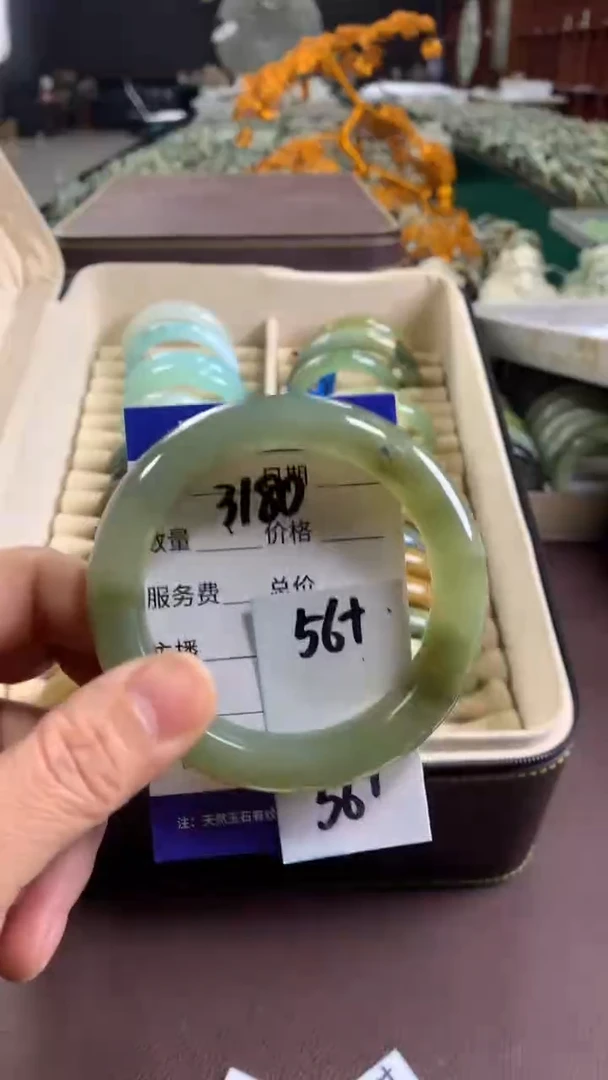 日期
3180
数量 价格
服务费 总价
56+
主播
56+
注：天然玉石有纹